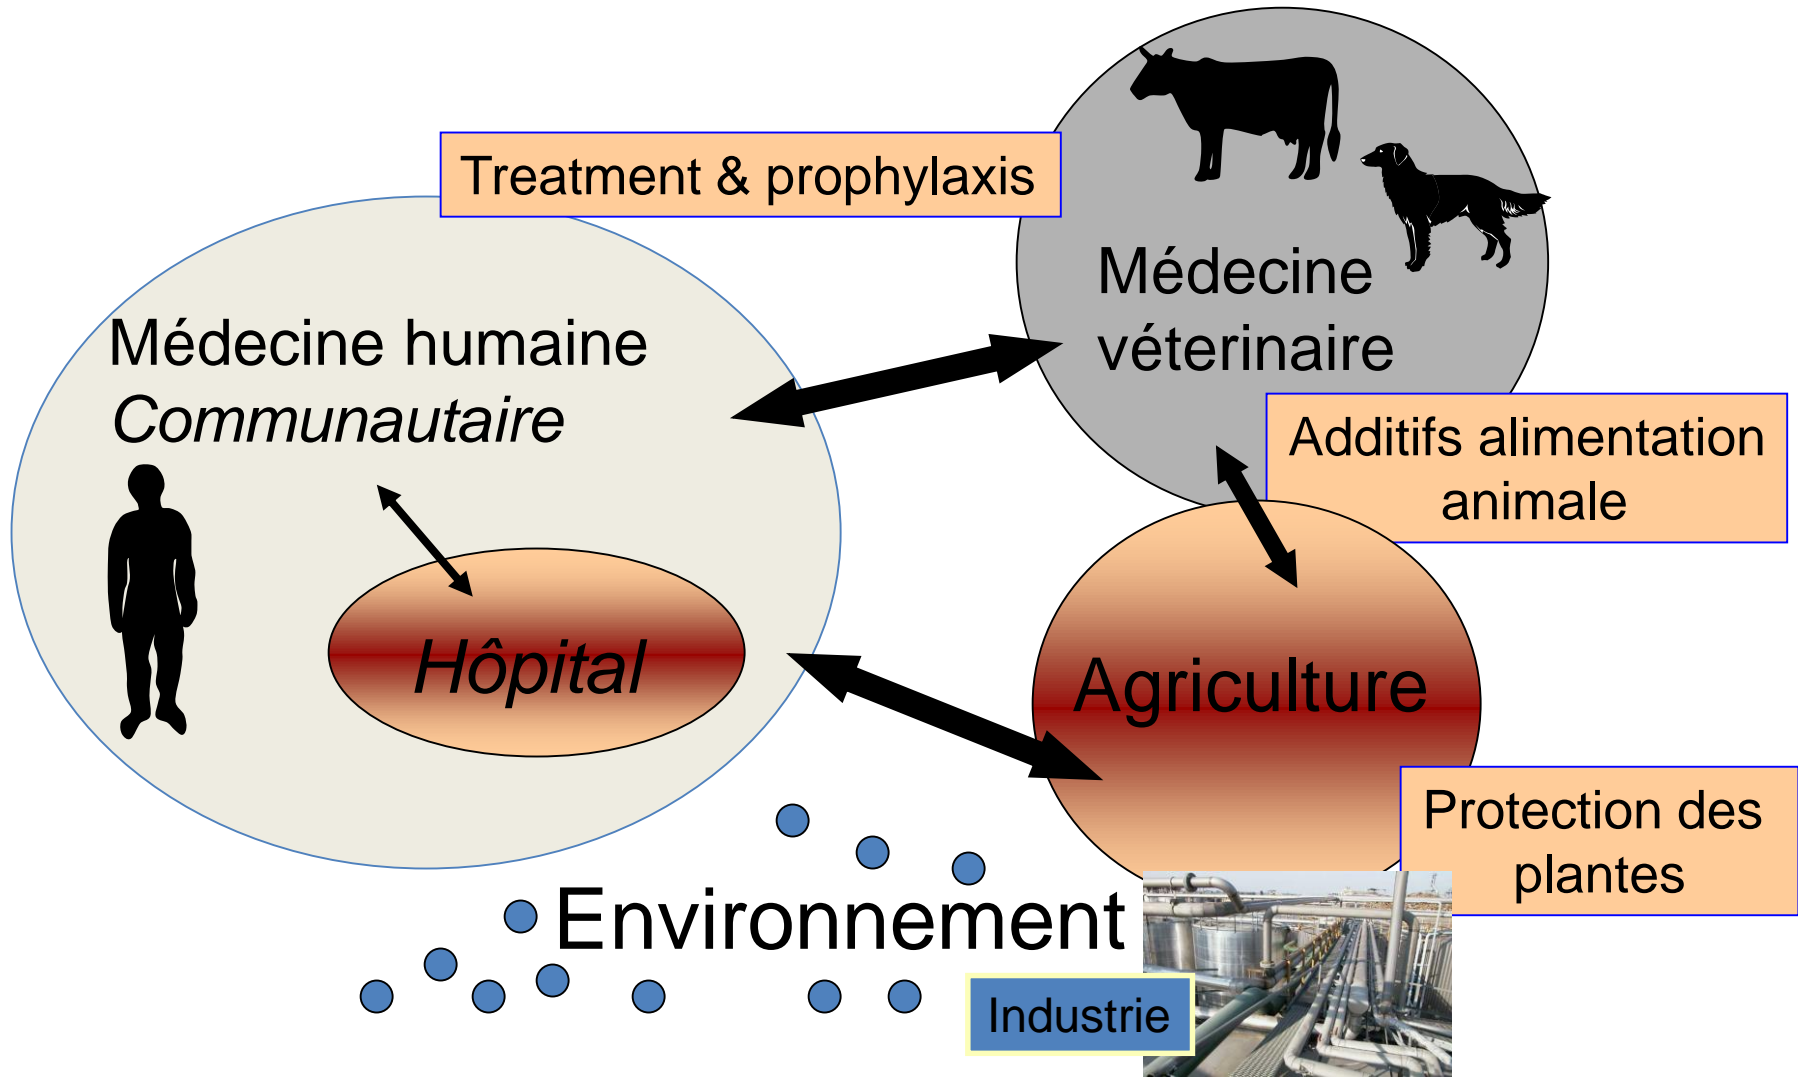 Treatment & prophylaxis
Médecine
véterinaire
Médecine humaine
Communautaire
Additifs alimentation
animale
Hôpital
Agriculture
Protection des
plantes
Environnement
Industrie